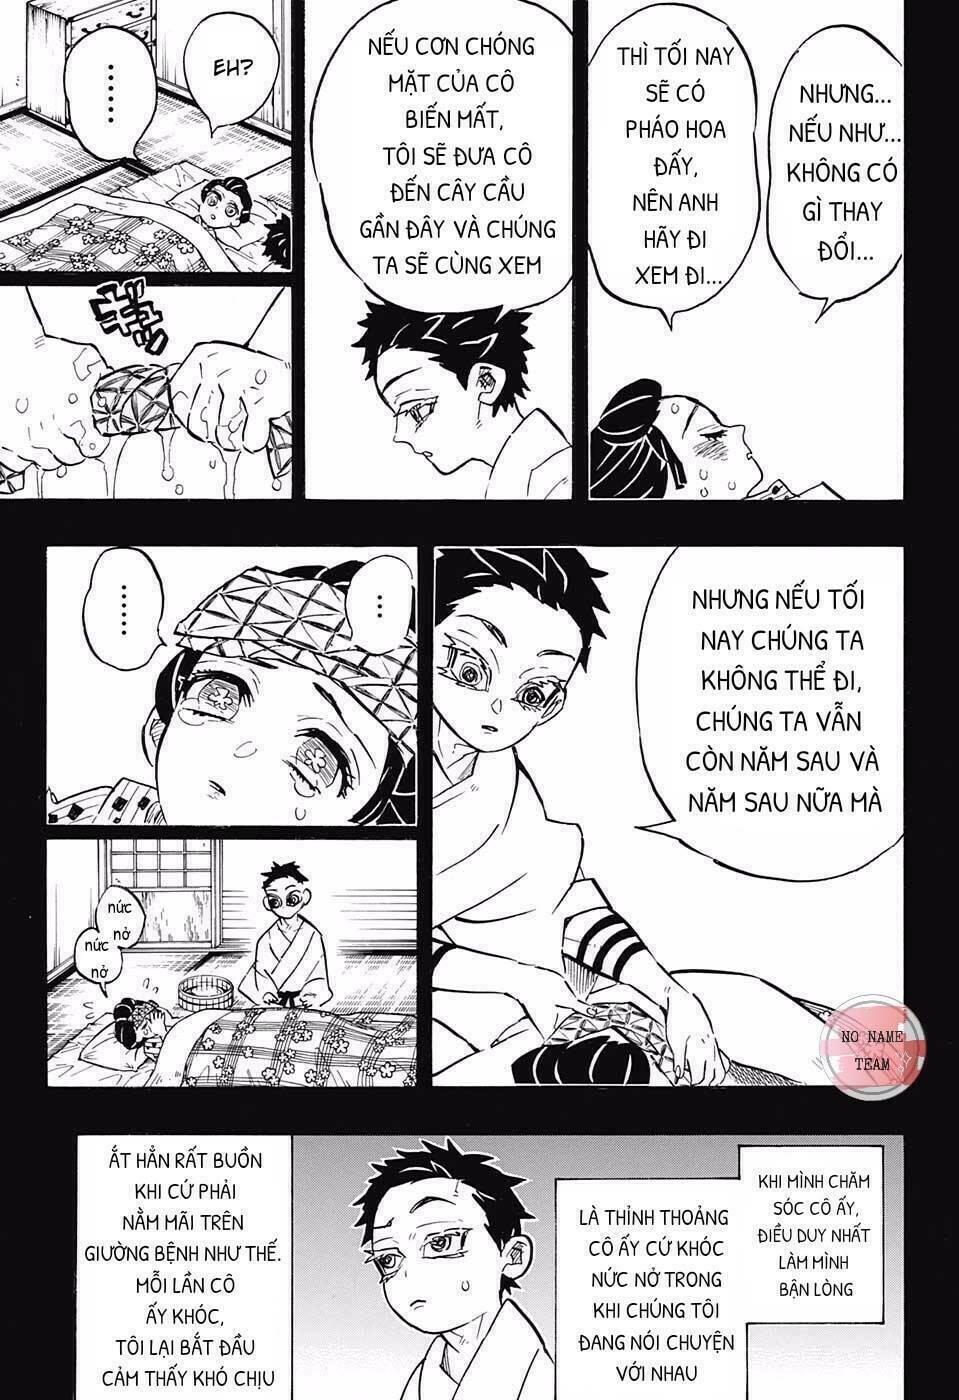 NHƯNG...
NẾU NHƯ...
KHÔNG CÓ
GÌ THAY
ĐỔI...
THÌ TỐI NAY
SẼ CÓ
PHÁO HOA
ĐẤY,
NÊN ANH
HÃY ĐI
XEM ĐI...
NẾU CƠN CHÓNG
MẶT CỦA CÔ
BIẾN MẤT,
TÔI SẼ ĐƯA CÔ
ĐẾN CÂY CẦU
GẦN ĐÂY VÀ CHÚNG
TA SẼ CÙNG XEM
EH?
......
NHƯNG NẾU TỐI
NAY CHÚNG TA
KHÔNG THỂ ĐI,
CHÚNG TA VẪN
CÒN NĂM SAU VÀ
NĂM SAU NỮA MÀ
...
...
nức
nở
nức
nở
NO NAME
TEAM
KHI MÌNH CHĂM
SÓC CÔ ẤY,
ĐIỀU DUY NHẤT
LÀM MÌNH
BẬN LÒNG
LÀ THỈNH THOẢNG
CÔ ẤY CỨ KHÓC
NỨC NỞ TRONG
KHI CHÚNG TÔI
ĐANG NÓI CHUYỆN
VỚI NHAU
ẮT HẲN RẤT BUỒN
KHI CỨ PHẢI
NẰM MÃI TRÊN
GIƯỜNG BỆNH NHƯ THẾ.
MỖI LẦN CÔ
ẤY KHÓC,
TÔI LẠI BẮT ĐẦU
CẢM THẤY KHÓ CHỊU